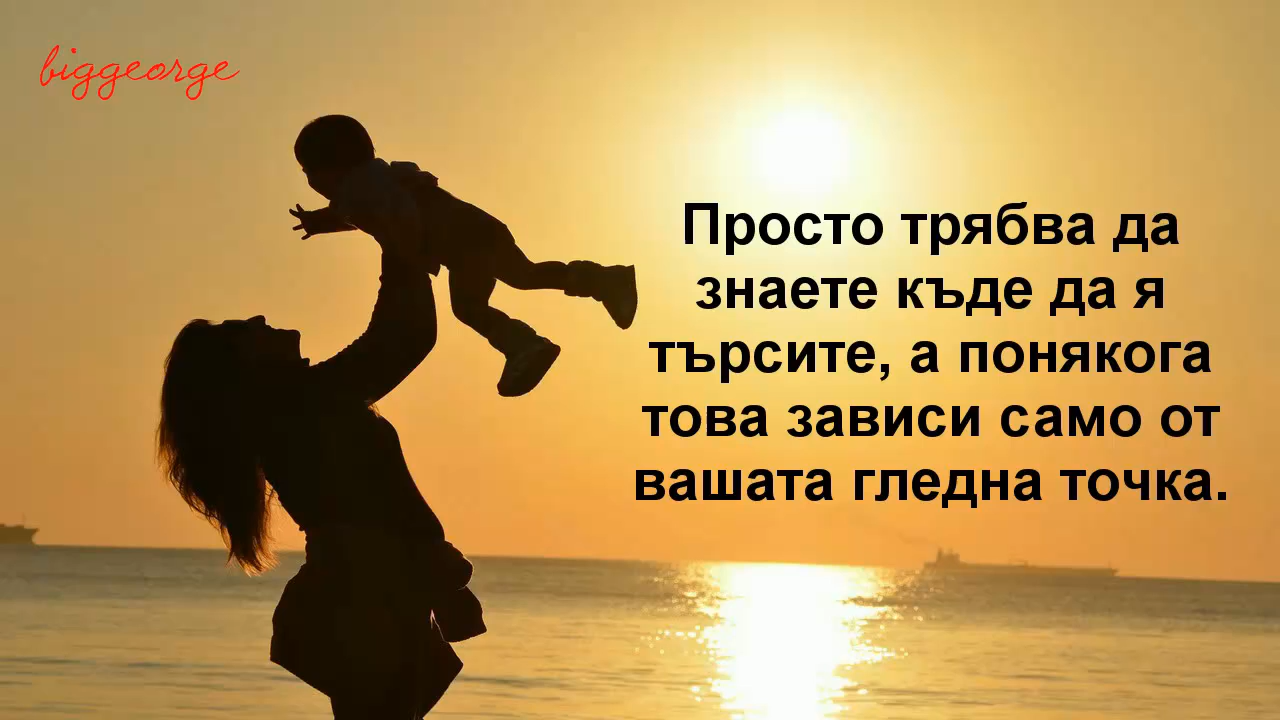 biggeorge
Просто трябва да
знаете къде да я
търсите, а понякога
това зависи само от
вашата гледна точка.